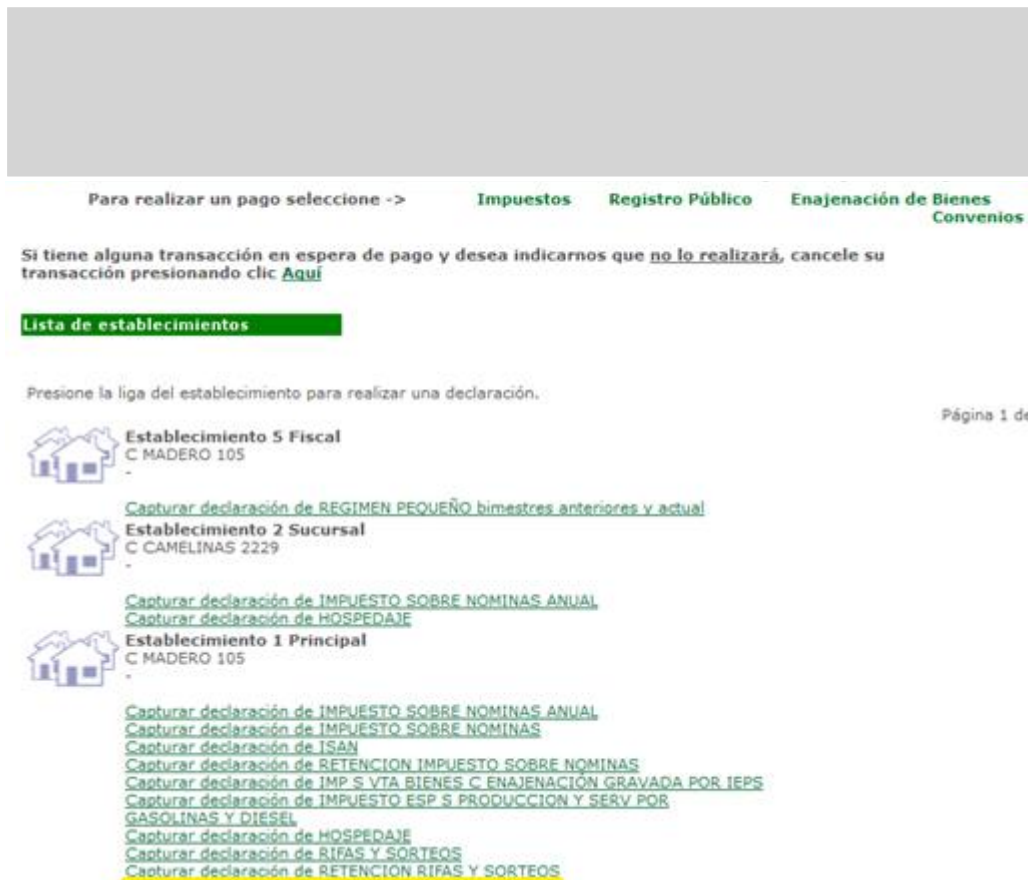 Para realizar un pago seleccione -> Impuestos Registro Público Enajenación de Bienes
Convenios
Si tiene alguna transacción en espera de pago y desea indicarnos que no lo realizará, cancele su
transacción presionando clic Aquí
Lista de establecimientos
Presione la liga del establecimiento para realizar una declaración.
Página 1 de
Establecimiento 5 Fiscal
C MADERO 105
-
Capturar declaración de REGIMEN PEQUEÑO bimestres anteriores y actual
Establecimiento 2 Sucursal
C CAMELINAS 2229
-
Capturar declaración de IMPUESTO SOBRE NOMINAS ANUAL
Capturar declaración de HOSPEDAJE
Establecimiento 1 Principal
C MADERO 105
-
Capturar declaración de IMPUESTO SOBRE NOMINAS ANUAL
Capturar declaración de IMPUESTO SOBRE NOMINAS
Capturar declaración de ISAN
Capturar declaración de RETENCION IMPUESTO SOBRE NOMINAS
Capturar declaración de IMP S VTA BIENES C ENAJENACIÓN GRAVADA POR IEPS
Capturar declaración de IMPUESTO ESP S PRODUCCION Y SERV POR
GASOLINAS Y DIESEL
Capturar declaración de HOSPEDAJE
Capturar declaración de RIFAS Y SORTEOS
Capturar declaración de RETENCION RIFAS Y SORTEOS